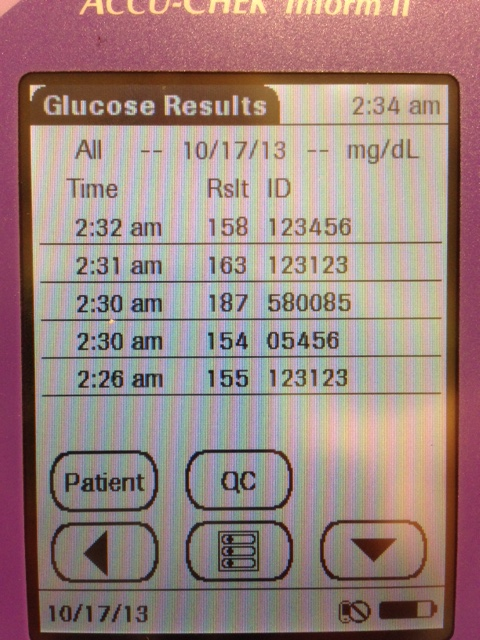 ACCU-CHEK Inform II
Glucose Results 2:34 am
All -- 10/17/13 -- mg/dL
Time Rslt ID
2:32 am 158 123456
2:31 am 163 123123
2:30 am 187 580085
2:30 am 154 05456
2:26 am 155 123123
Patient QC
10/17/13